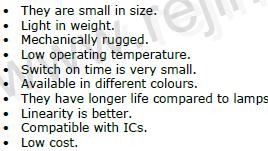 • They are small in size.
• Light in weight.
• Mechanically rugged.
• Low operating temperature.
• Switch on time is very small.
• Available in different colours.
• They have longer life compared to lamps
• Linearity is better.
• Compatible with ICs.
• Low cost.